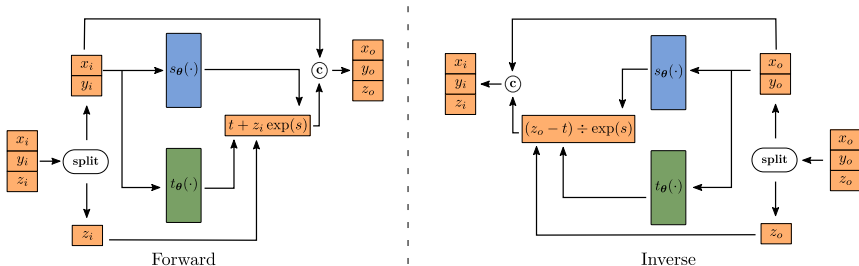 x_i
y_i
z_i
split
x_i
y_i
z_i
s_θ(·)
t_θ(·)
t + z_i exp(s)
c
x_o
y_o
z_o
Forward
x_i
y_i
z_i
c
(z_o − t) ÷ exp(s)
s_θ(·)
t_θ(·)
x_o
y_o
split
z_o
x_o
y_o
z_o
Inverse